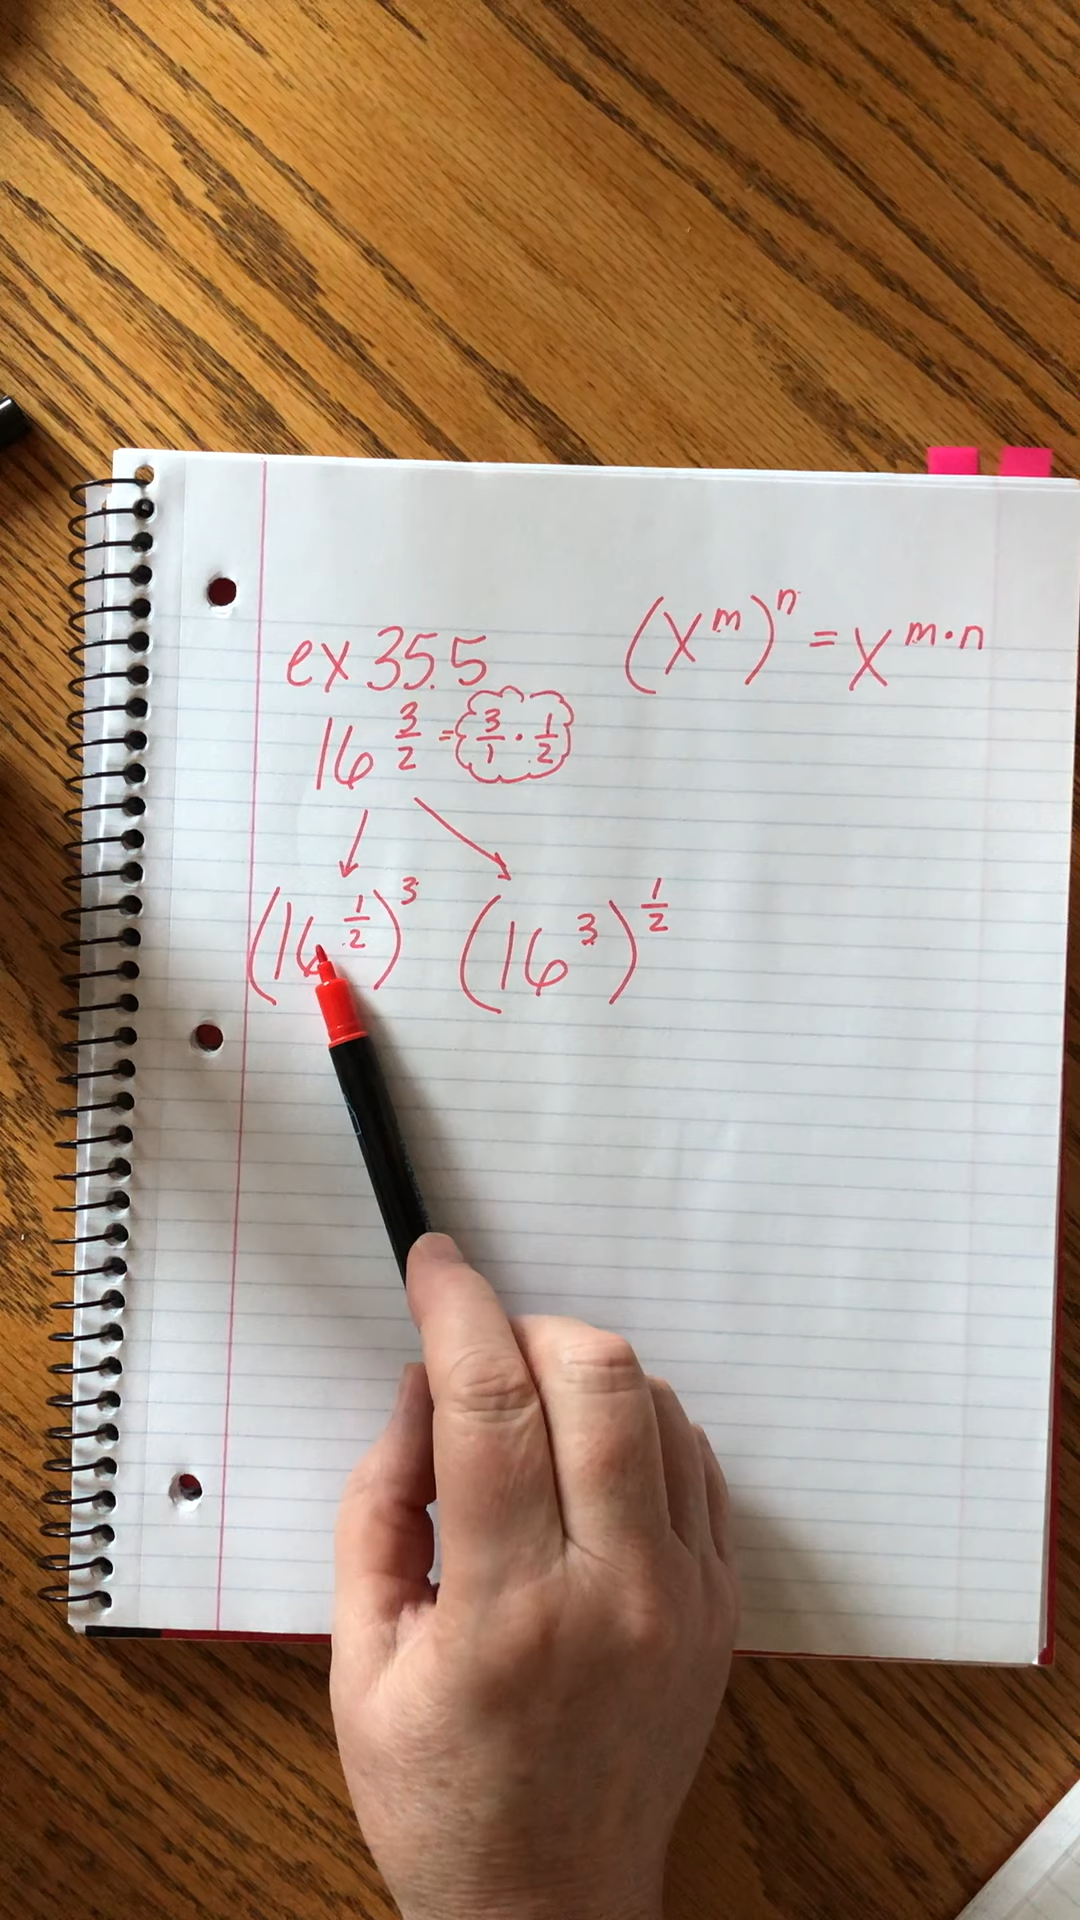 ex 35.5
(x^m)^n = x^(m·n)
16^(3/2) = 3/1 · 1/2
(16^(1/2))^3 (16^3)^(1/2)